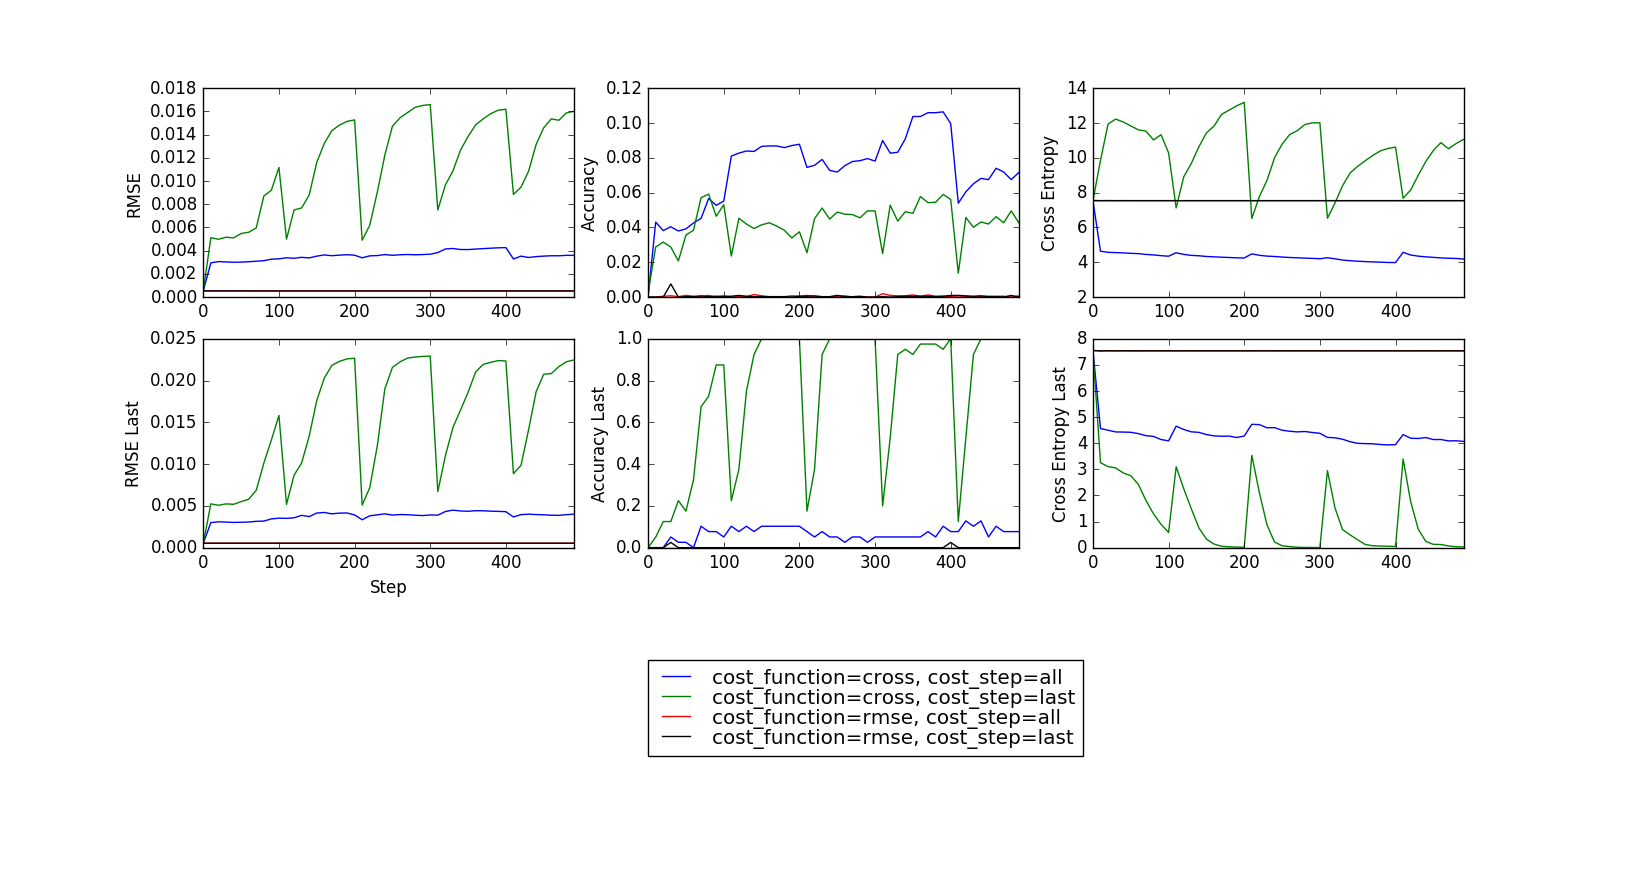 RMSE
0.018
0.016
0.014
0.012
0.010
0.008
0.006
0.004
0.002
0.000
0 100 200 300 400
Accuracy
0.12
0.10
0.08
0.06
0.04
0.02
0.00
0 100 200 300 400
Cross Entropy
14
12
10
8
6
4
2
0 100 200 300 400
RMSE Last
0.025
0.020
0.015
0.010
0.005
0.000
0 100 200 300 400
Step
Accuracy Last
1.0
0.8
0.6
0.4
0.2
0.0
0 100 200 300 400
Cross Entropy Last
8
7
6
5
4
3
2
1
0
0 100 200 300 400
cost_function=cross, cost_step=all
cost_function=cross, cost_step=last
cost_function=rmse, cost_step=all
cost_function=rmse, cost_step=last